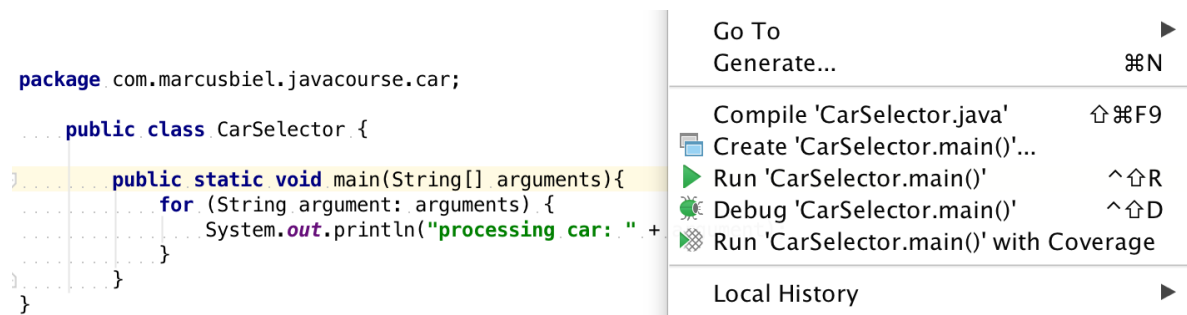 package com.marcusbiel.javacourse.car;
public class CarSelector {
public static void main(String[] arguments){
for (String argument: arguments) {
System.out.println("processing car: " +
}
}
}
Go To
Generate... ⌘N
Compile 'CarSelector.java' ⇧⌘F9
Create 'CarSelector.main()'...
Run 'CarSelector.main()' ^⇧R
Debug 'CarSelector.main()' ^⇧D
Run 'CarSelector.main()' with Coverage
Local History